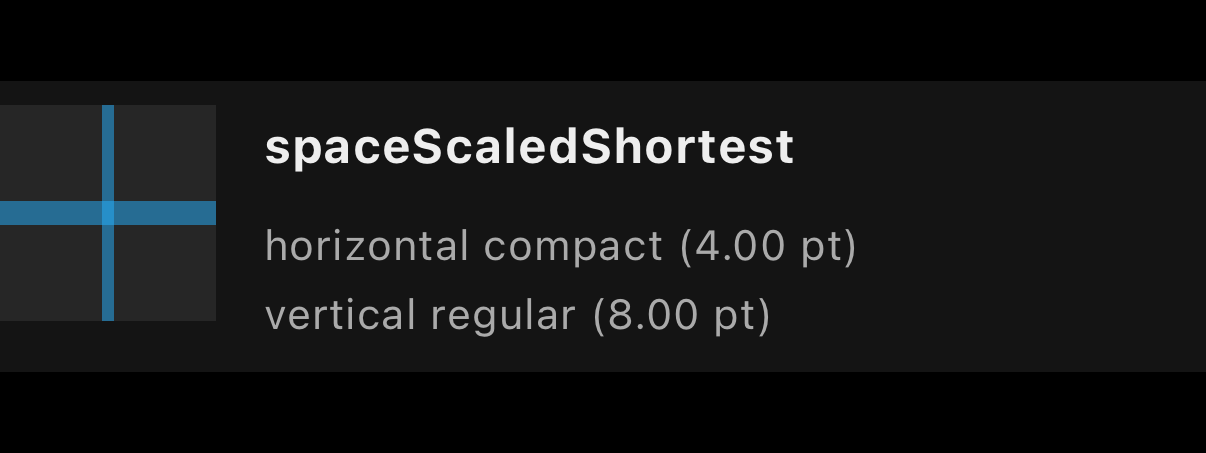 spaceScaledShortest
horizontal compact (4.00 pt)
vertical regular (8.00 pt)